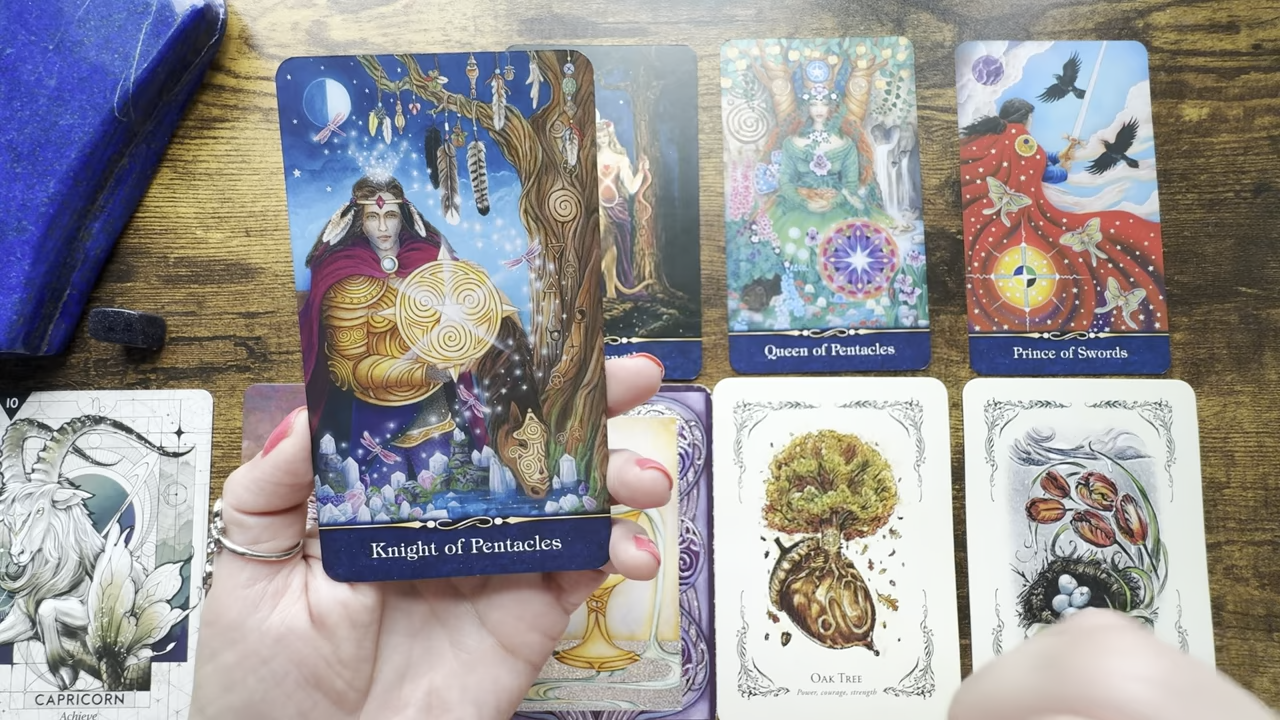 Queen of Pentacles
Prince of Swords
Knight of Pentacles
10
CAPRICORN
Achieve
OAK TREE
Power, courage, strength